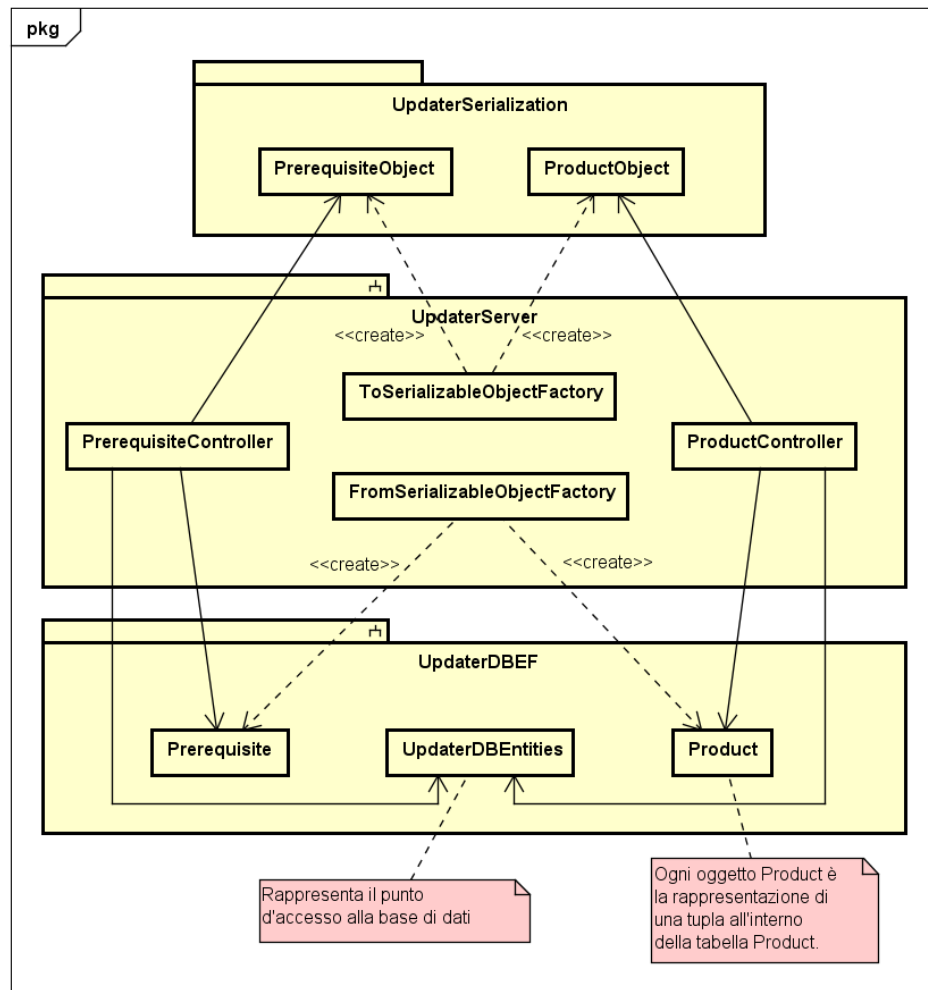 pkg
UpdaterSerialization
PrerequisiteObject
ProductObject
UpdaterServer
<<create>>
<<create>>
ToSerializableObjectFactory
PrerequisiteController
ProductController
FromSerializableObjectFactory
<<create>>
<<create>>
UpdaterDBEF
Prerequisite
UpdaterDBEntities
Product
Rappresenta il punto
d'accesso alla base di dati
Ogni oggetto Product è
la rappresentazione di
una tupla all'interno
della tabella Product.